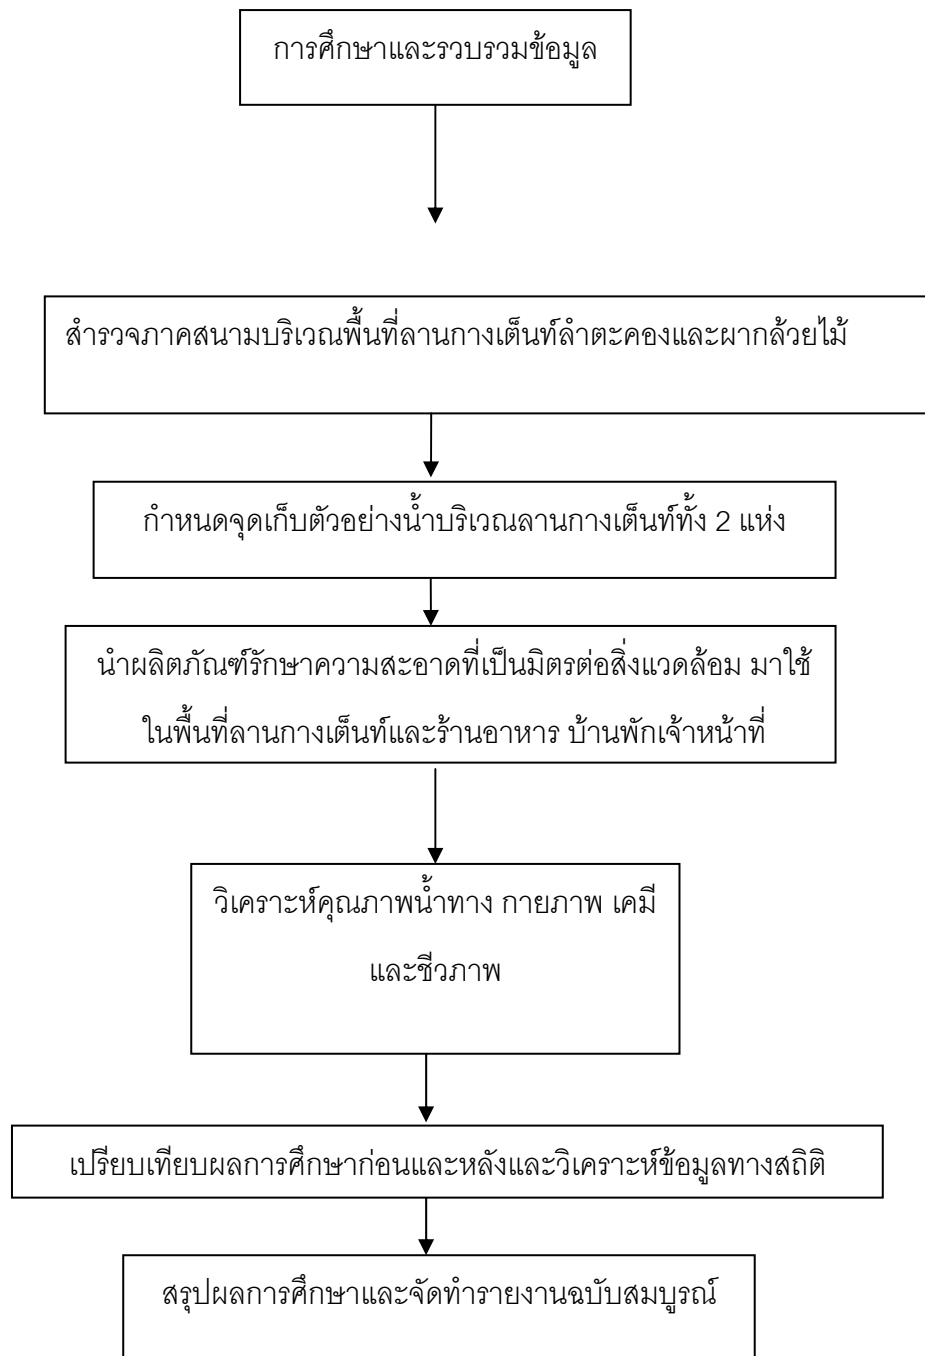 การศึกษาและรวบรวมข้อมูล
สำรวจภาคสนามบริเวณพื้นที่ลานกางเต็นท์ลำตะคองและผากล้วยไม้
กำหนดจุดเก็บตัวอย่างน้ำบริเวณลานกางเต็นท์ทั้ง 2 แห่ง
นำผลิตภัณฑ์รักษาความสะอาดที่เป็นมิตรต่อสิ่งแวดล้อม มาใช้
ในพื้นที่ลานกางเต็นท์และร้านอาหาร บ้านพักเจ้าหน้าที่
วิเคราะห์คุณภาพน้ำทาง กายภาพ เคมี
และชีวภาพ
เปรียบเทียบผลการศึกษาก่อนและหลังและวิเคราะห์ข้อมูลทางสถิติ
สรุปผลการศึกษาและจัดทำรายงานฉบับสมบูรณ์